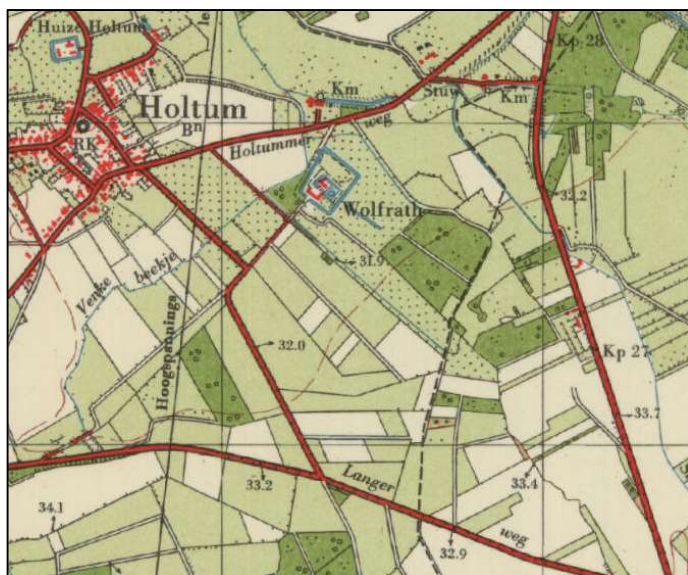 Huize Holtum
Km
Kp 28
Stuw
Km
Holtum
Bn
RK
Holtummer
weg
32.2
Wolfrath
31.9
Venke
beekje
Hoogspannings
32.0
Kp 27
33.7
33.2
Langer
weg
33.4
34.1
32.9